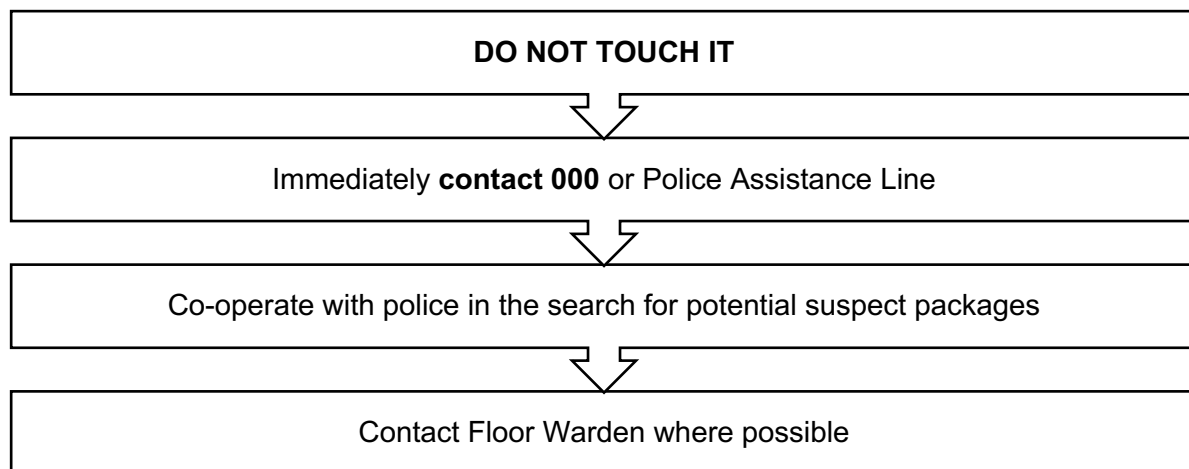 DO NOT TOUCH IT
Immediately contact 000 or Police Assistance Line
Co-operate with police in the search for potential suspect packages
Contact Floor Warden where possible